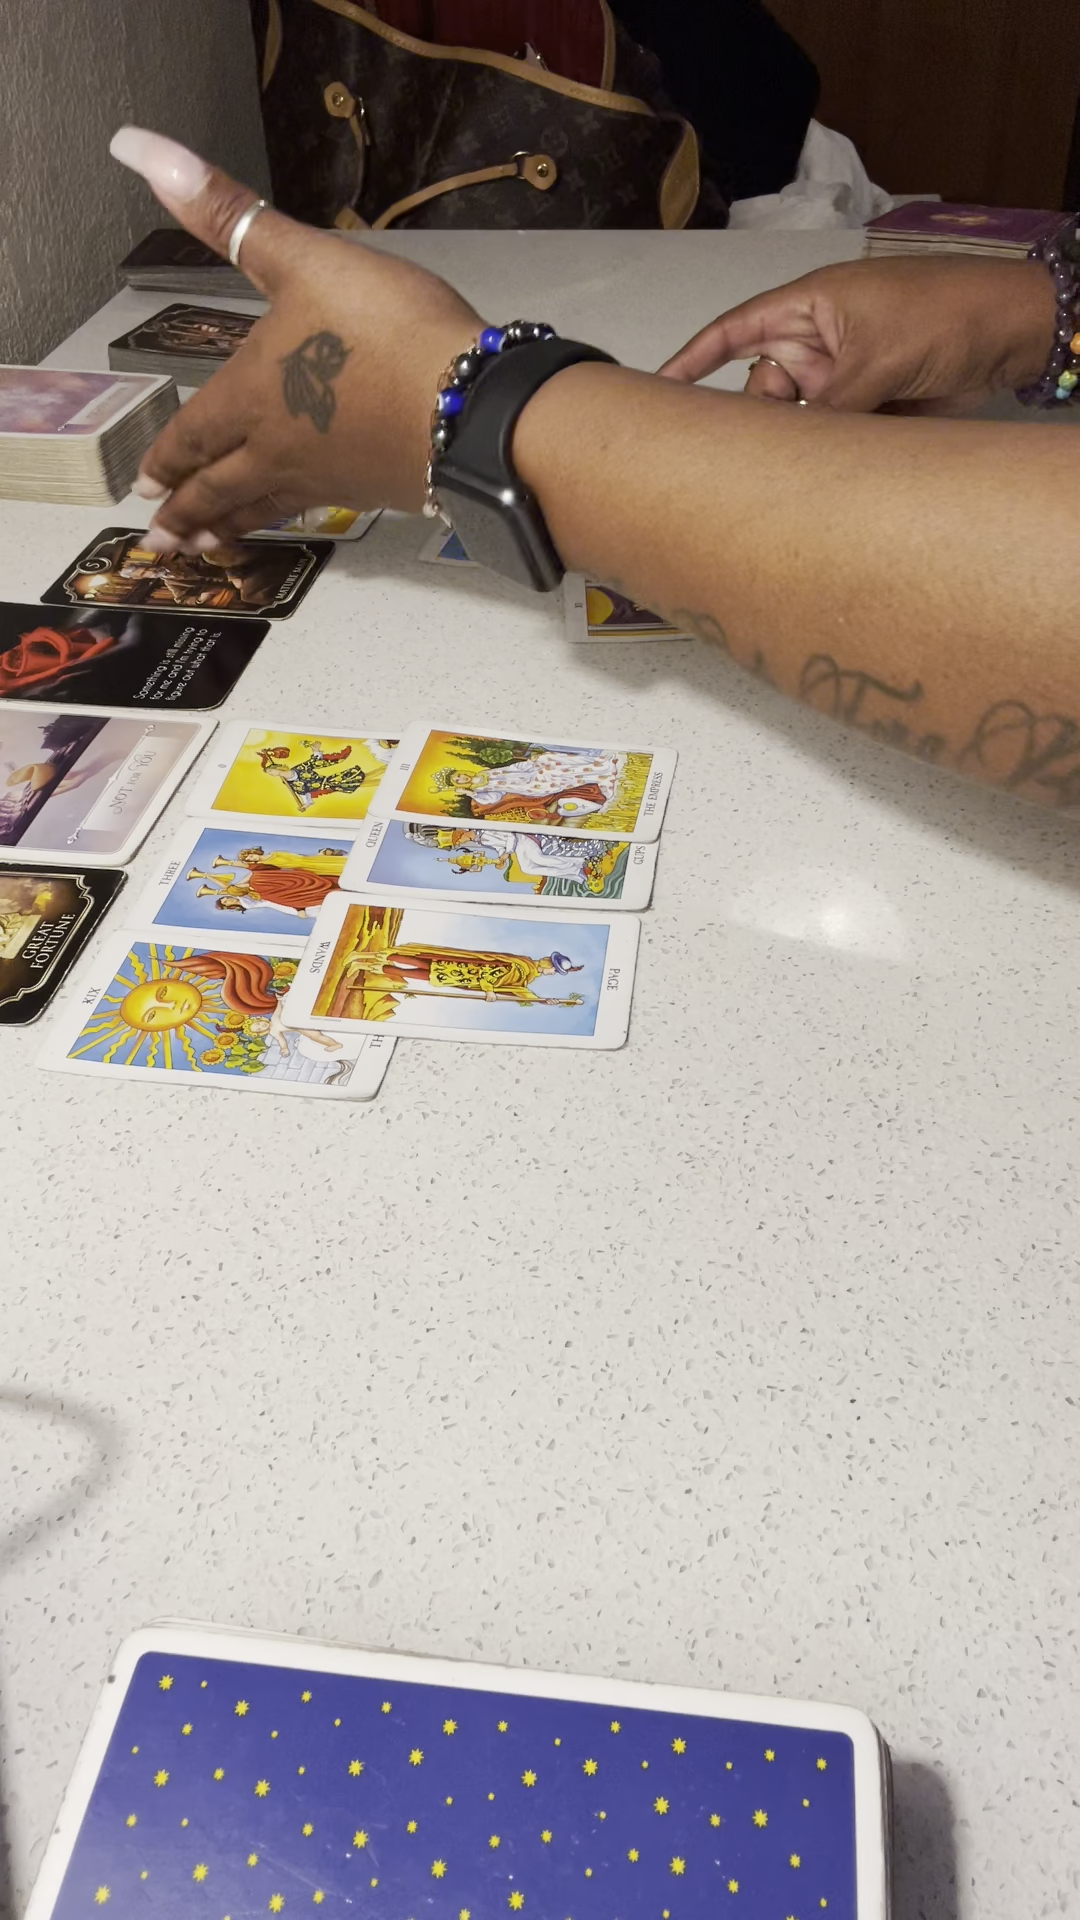 MATURE MAN
Something is still missing
for me and I'm trying to
figure out what that is.
NOT FOR YOU
GREAT
FORTUNE
0
III
THE EMPRESS
QUEEN
CUPS
THREE
XIX
WANDS
PAGE